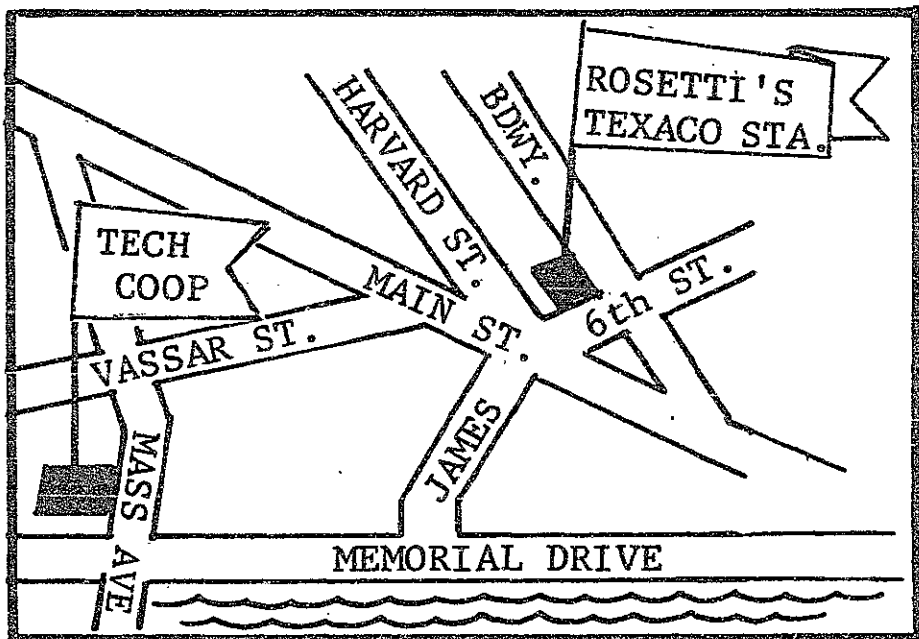 ROSETTI'S
TEXACO STA.
HARVARD ST.
BDWY.
TECH
COOP
MAIN ST.
6th ST.
VASSAR ST.
JAMES
MASS AVE
MEMORIAL DRIVE